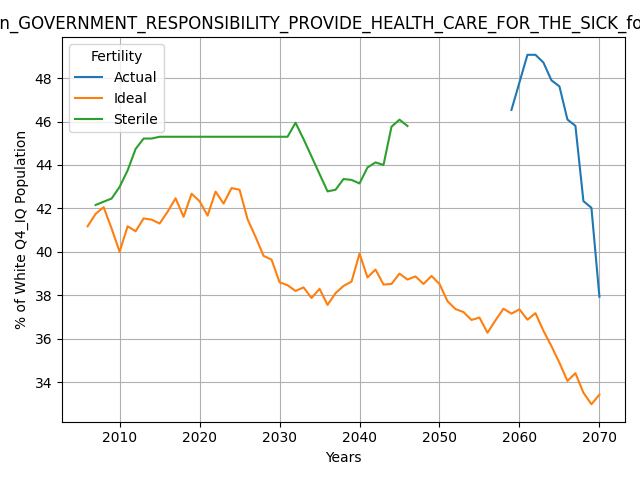 n_GOVERNMENT_RESPONSIBILITY_PROVIDE_HEALTH_CARE_FOR_THE_SICK_fo
Fertility
Actual
Ideal
Sterile
% of White Q4_IQ Population
48
46
44
42
40
38
36
34
2010 2020 2030 2040 2050 2060 2070
Years